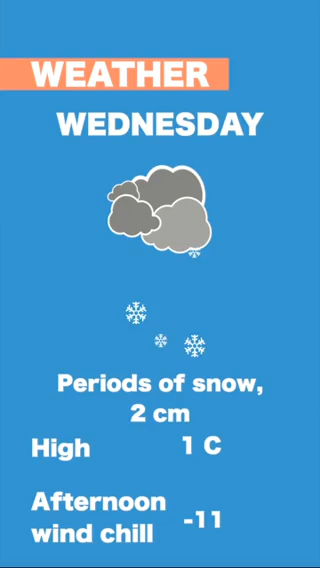 WEATHER
WEDNESDAY
Periods of snow,
2 cm
High 1 C
Afternoon
wind chill -11